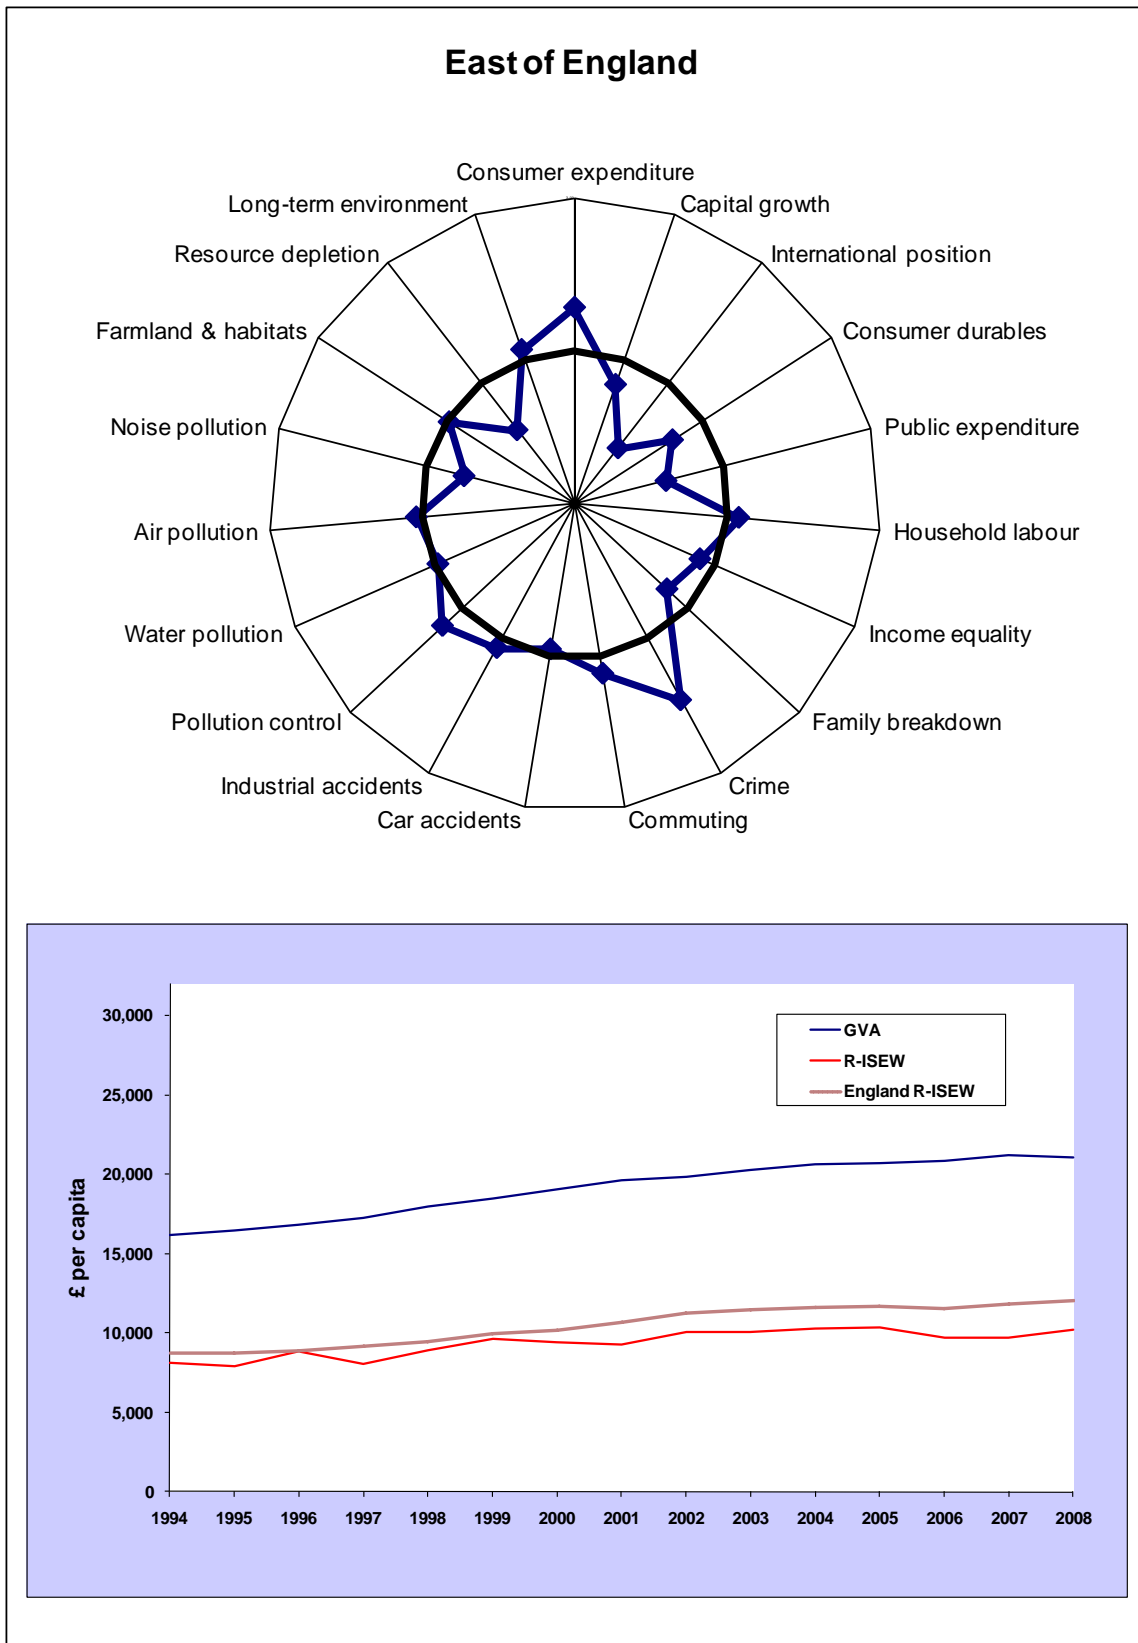 East of England
Consumer expenditure
Long-term environment
Capital growth
Resource depletion
International position
Farmland & habitats
Consumer durables
Noise pollution
Public expenditure
Air pollution
Household labour
Water pollution
Income equality
Pollution control
Family breakdown
Industrial accidents
Crime
Car accidents
Commuting
30,000
25,000
20,000
15,000
10,000
5,000
0
£ per capita
GVA
R-ISEW
England R-ISEW
1994 1995 1996 1997 1998 1999 2000 2001 2002 2003 2004 2005 2006 2007 2008